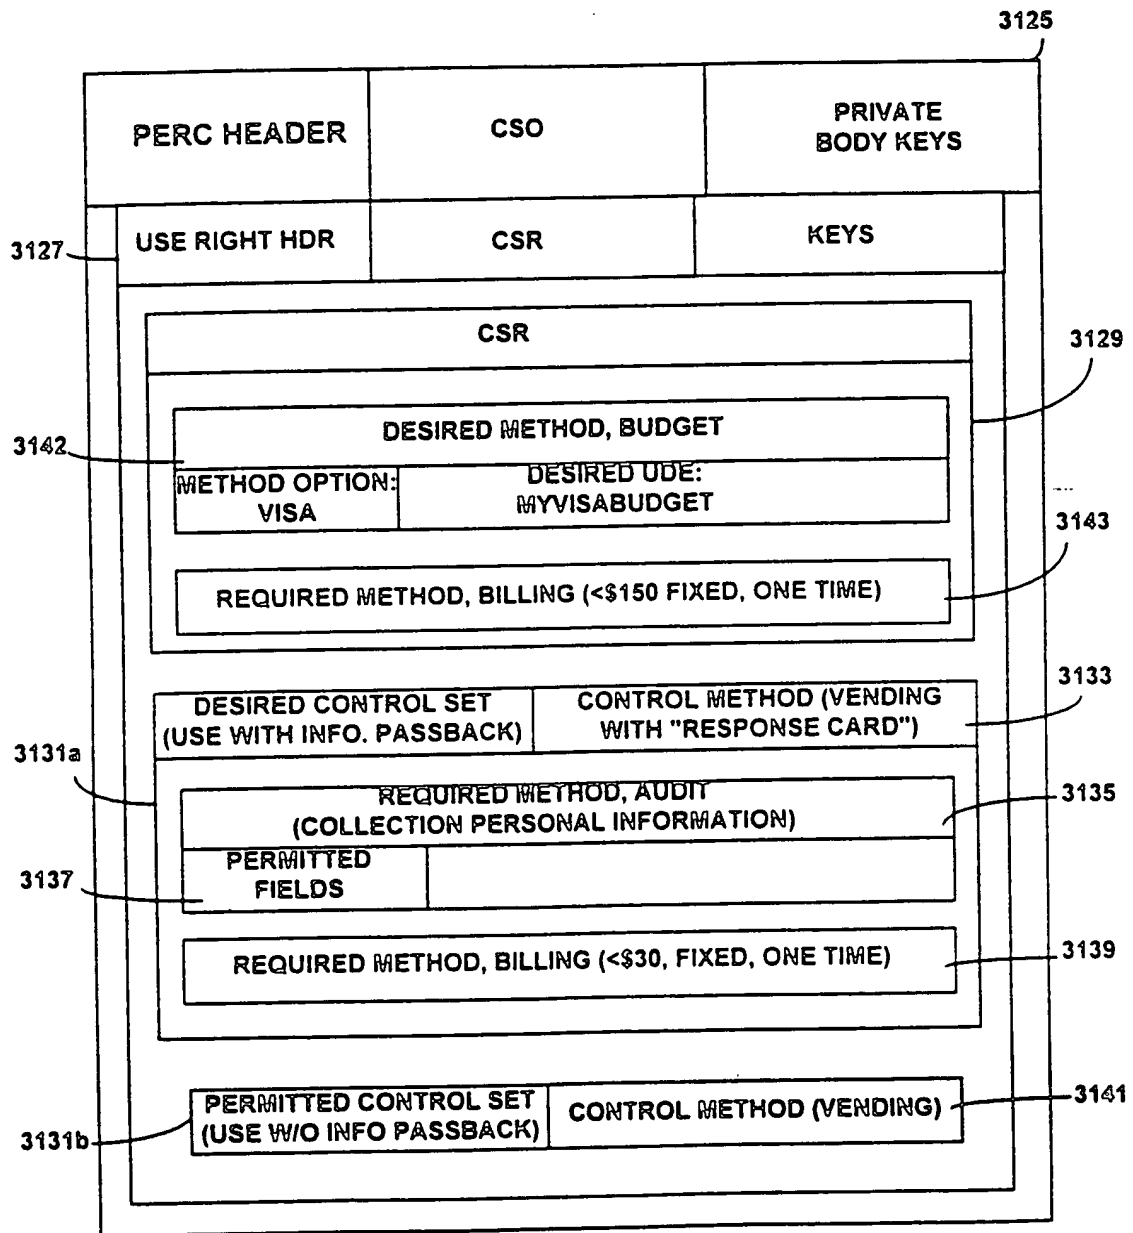 3125
PERC HEADER
CSO
PRIVATE
BODY KEYS
3127
USE RIGHT HDR
CSR
KEYS
CSR
3129
DESIRED METHOD, BUDGET
3142
METHOD OPTION:
VISA
DESIRED UDE:
MYVISABUDGET
3143
REQUIRED METHOD, BILLING (<$150 FIXED, ONE TIME)
DESIRED CONTROL SET
(USE WITH INFO. PASSBACK)
CONTROL METHOD (VENDING
WITH "RESPONSE CARD")
3133
3131a
REQUIRED METHOD, AUDIT
(COLLECTION PERSONAL INFORMATION)
3135
3137
PERMITTED
FIELDS
REQUIRED METHOD, BILLING (<$30, FIXED, ONE TIME)
3139
PERMITTED CONTROL SET
(USE W/O INFO PASSBACK)
CONTROL METHOD (VENDING)
3141
3131b